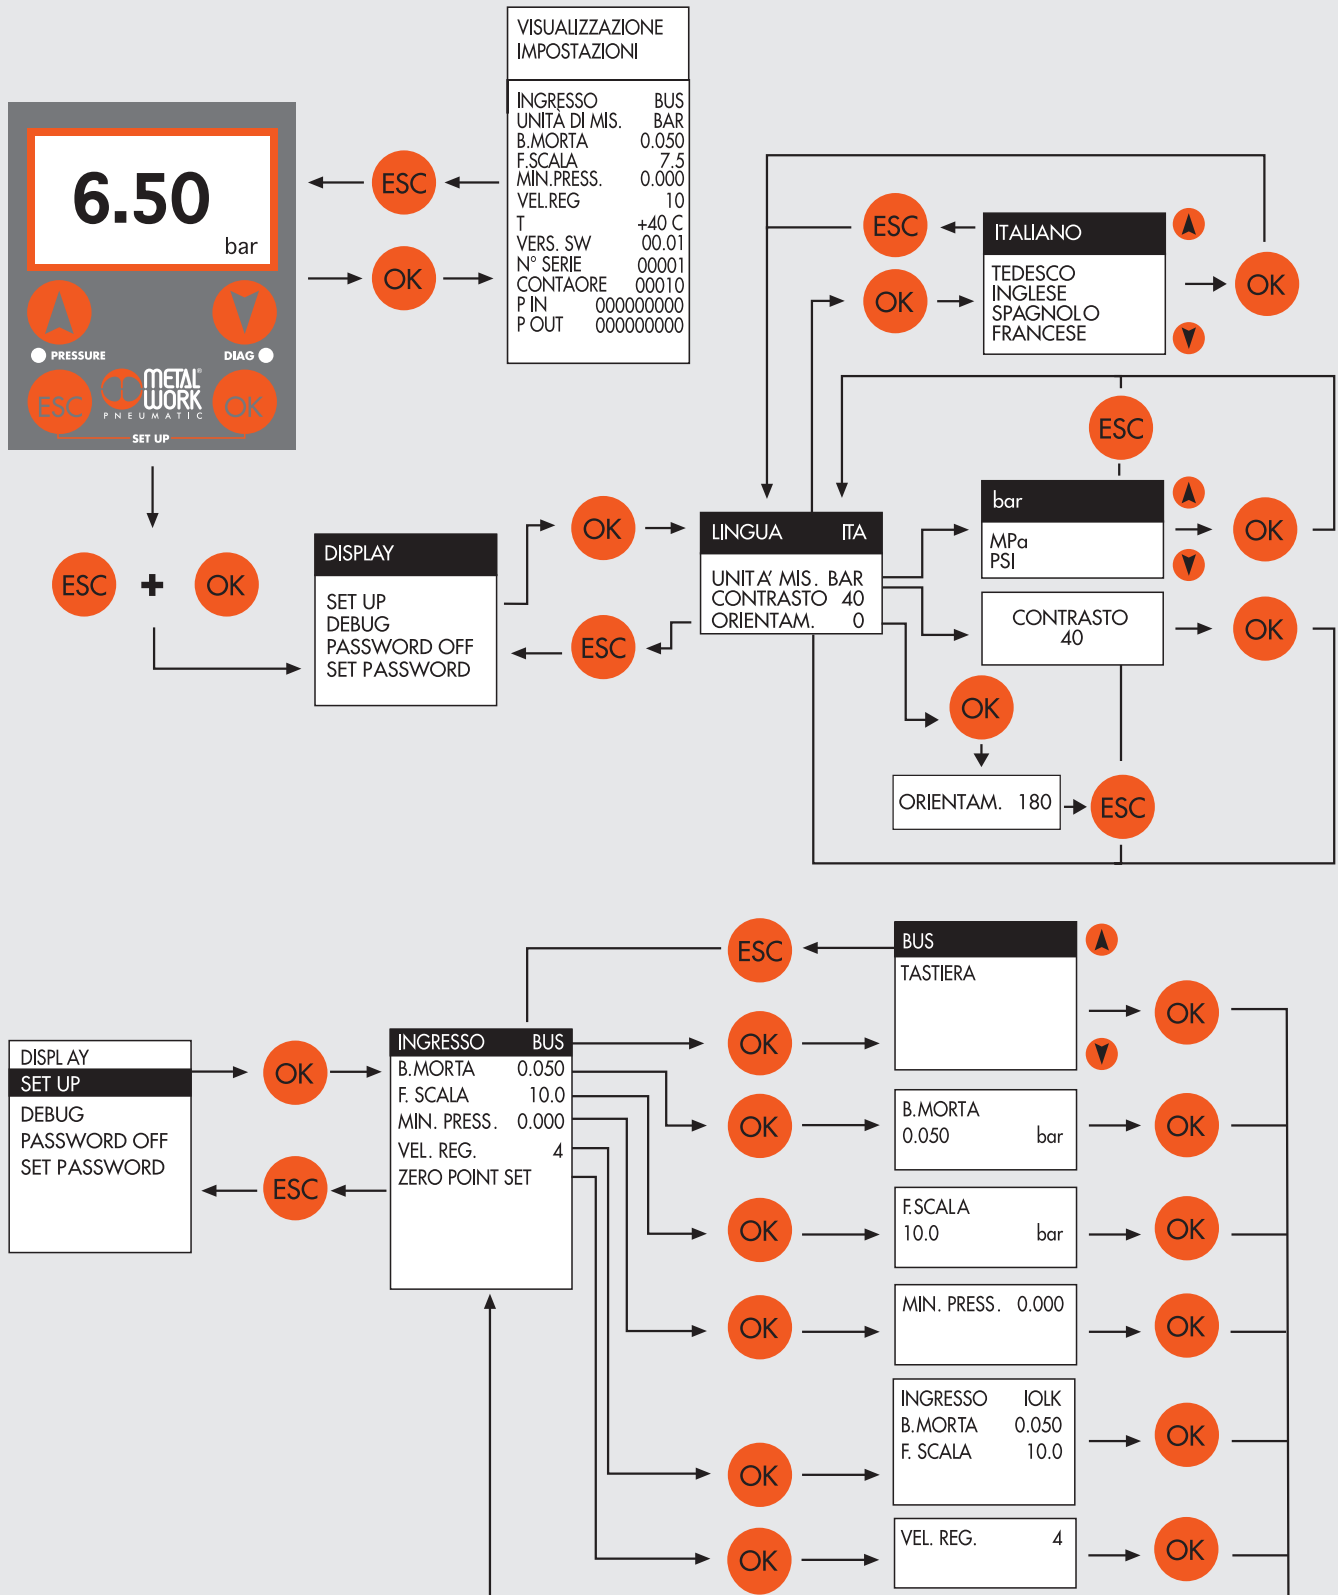 VISUALIZZAZIONE
IMPOSTAZIONI
INGRESSO BUS
UNITÀ DI MIS. BAR
B.MORTA 0.050
F.SCALA 7.5
MIN.PRESS. 0.000
VEL.REG 10
T +40 C
VERS. SW 00.01
N° SERIE 00001
CONTAORE 00010
P IN 000000000
P OUT 000000000
6.50
bar
PRESSURE
DIAG
ESC
METAL®
WORK
PNEUMATIC
OK
SET UP
ESC
OK
ESC
OK
ITALIANO
TEDESCO
INGLESE
SPAGNOLO
FRANCESE
OK
ESC
ESC + OK
DISPLAY
SET UP
DEBUG
PASSWORD OFF
SET PASSWORD
OK
ESC
LINGUA ITA
UNITA' MIS. BAR
CONTRASTO 40
ORIENTAM. 0
bar
MPa
PSI
OK
CONTRASTO
40
OK
OK
ORIENTAM. 180
ESC
DISPLAY
SET UP
DEBUG
PASSWORD OFF
SET PASSWORD
OK
ESC
INGRESSO BUS
B.MORTA 0.050
F. SCALA 10.0
MIN. PRESS. 0.000
VEL. REG. 4
ZERO POINT SET
ESC
BUS
TASTIERA
OK
OK
OK
B.MORTA
0.050 bar
OK
OK
F.SCALA
10.0 bar
OK
OK
MIN. PRESS. 0.000
OK
OK
INGRESSO IOLK
B.MORTA 0.050
F. SCALA 10.0
OK
OK
VEL. REG. 4
OK